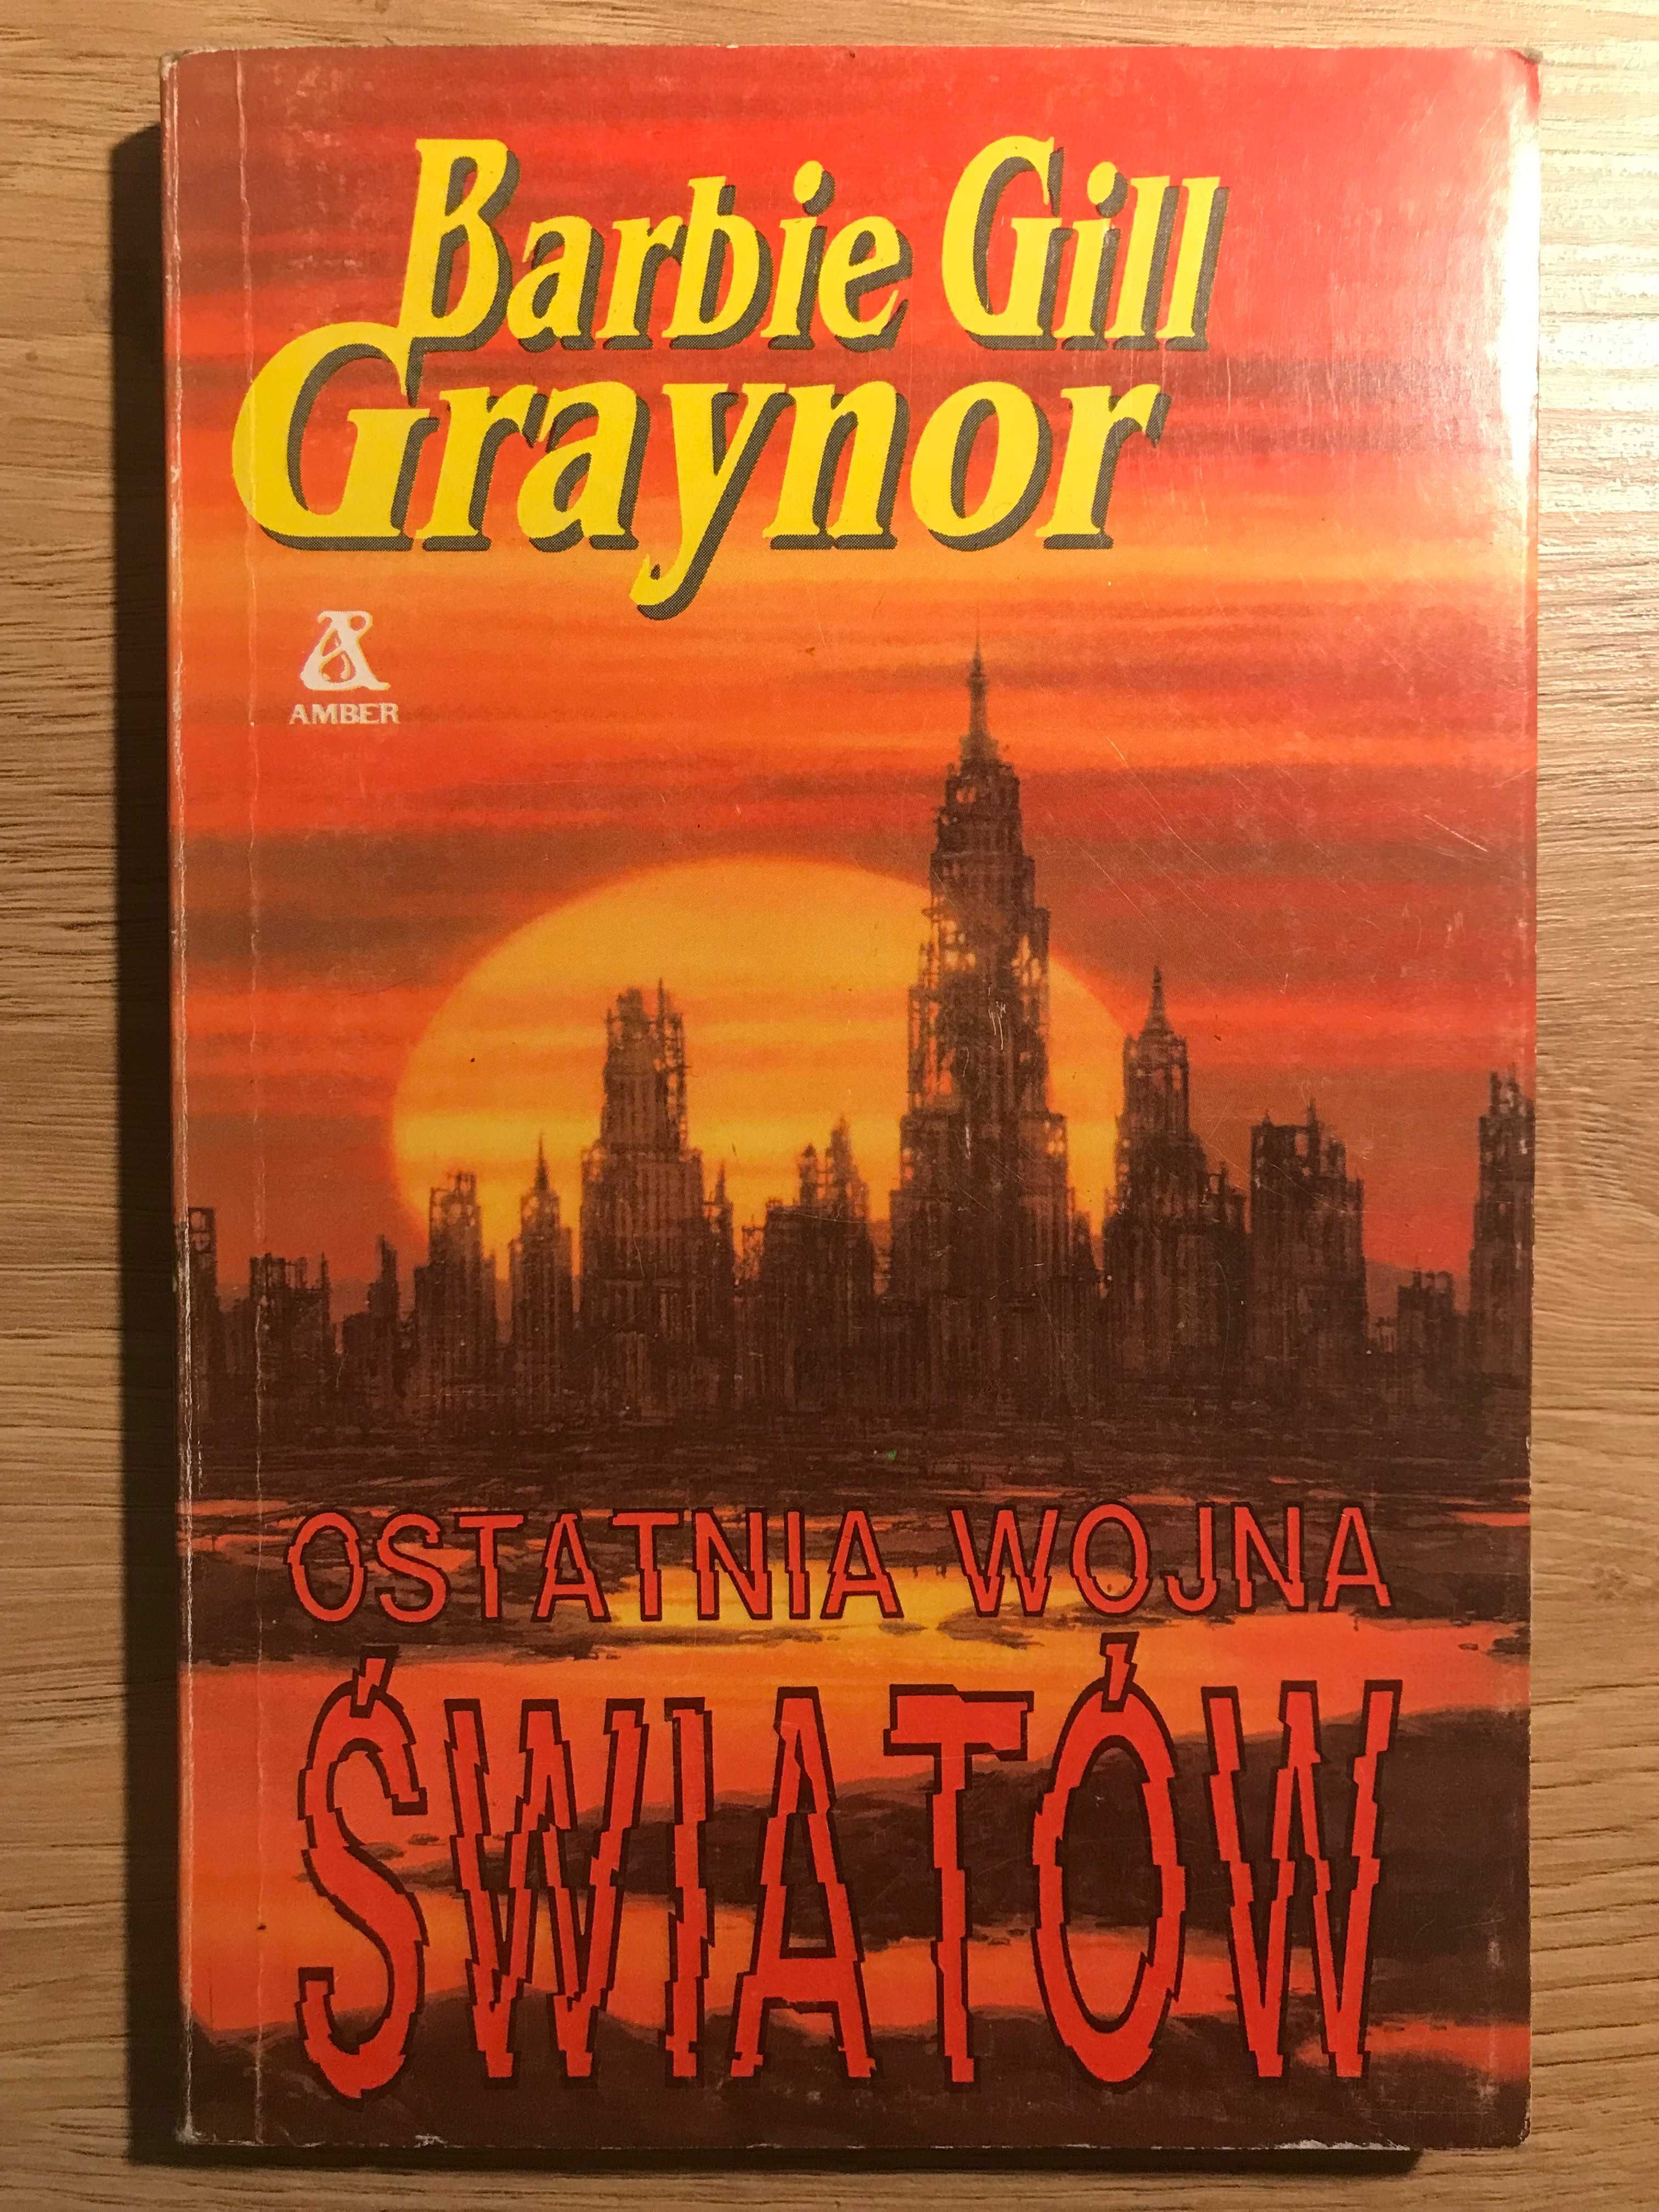 Barbie Gill
Graynor
AMBER
OSTATNIA WOJNA
ŚWIATÓW